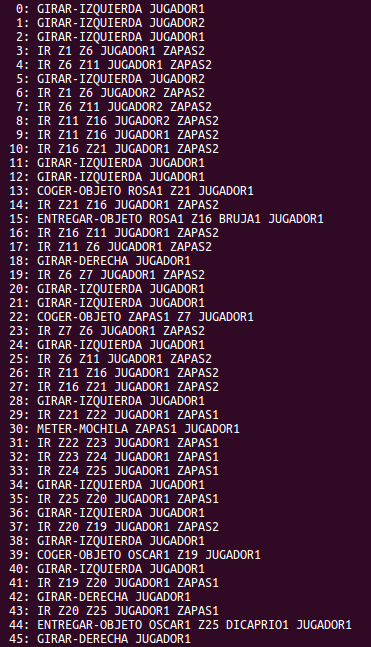 0: GIRAR-IZQUIERDA JUGADOR1
1: GIRAR-IZQUIERDA JUGADOR2
2: GIRAR-IZQUIERDA JUGADOR1
3: IR Z1 Z6 JUGADOR1 ZAPAS2
4: IR Z6 Z11 JUGADOR1 ZAPAS2
5: GIRAR-IZQUIERDA JUGADOR2
6: IR Z1 Z6 JUGADOR2 ZAPAS2
7: IR Z6 Z11 JUGADOR2 ZAPAS2
8: IR Z11 Z16 JUGADOR2 ZAPAS2
9: IR Z11 Z16 JUGADOR1 ZAPAS2
10: IR Z16 Z21 JUGADOR1 ZAPAS2
11: GIRAR-IZQUIERDA JUGADOR1
12: GIRAR-IZQUIERDA JUGADOR1
13: COGER-OBJETO ROSA1 Z21 JUGADOR1
14: IR Z21 Z16 JUGADOR1 ZAPAS2
15: ENTREGAR-OBJETO ROSA1 Z16 BRUJA1 JUGADOR1
16: IR Z16 Z11 JUGADOR1 ZAPAS2
17: IR Z11 Z6 JUGADOR1 ZAPAS2
18: GIRAR-DERECHA JUGADOR1
19: IR Z6 Z7 JUGADOR1 ZAPAS2
20: GIRAR-IZQUIERDA JUGADOR1
21: GIRAR-IZQUIERDA JUGADOR1
22: COGER-OBJETO ZAPAS1 Z7 JUGADOR1
23: IR Z7 Z6 JUGADOR1 ZAPAS2
24: GIRAR-IZQUIERDA JUGADOR1
25: IR Z6 Z11 JUGADOR1 ZAPAS2
26: IR Z11 Z16 JUGADOR1 ZAPAS2
27: IR Z16 Z21 JUGADOR1 ZAPAS2
28: GIRAR-IZQUIERDA JUGADOR1
29: IR Z21 Z22 JUGADOR1 ZAPAS1
30: METER-MOCHILA ZAPAS1 JUGADOR1
31: IR Z22 Z23 JUGADOR1 ZAPAS1
32: IR Z23 Z24 JUGADOR1 ZAPAS1
33: IR Z24 Z25 JUGADOR1 ZAPAS1
34: GIRAR-IZQUIERDA JUGADOR1
35: IR Z25 Z20 JUGADOR1 ZAPAS1
36: GIRAR-IZQUIERDA JUGADOR1
37: IR Z20 Z19 JUGADOR1 ZAPAS2
38: GIRAR-IZQUIERDA JUGADOR1
39: COGER-OBJETO OSCAR1 Z19 JUGADOR1
40: GIRAR-IZQUIERDA JUGADOR1
41: IR Z19 Z20 JUGADOR1 ZAPAS1
42: GIRAR-DERECHA JUGADOR1
43: IR Z20 Z25 JUGADOR1 ZAPAS1
44: ENTREGAR-OBJETO OSCAR1 Z25 DICAPRIO1 JUGADOR1
45: GIRAR-DERECHA JUGADOR1